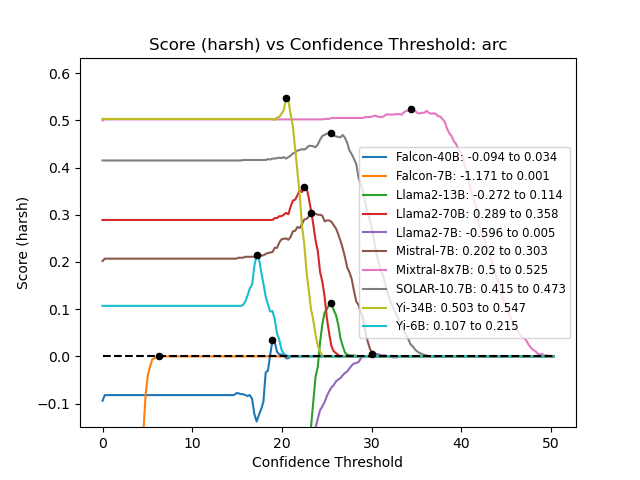 Score (harsh) vs Confidence Threshold: arc
Score (harsh)
0.6
0.5
0.4
0.3
0.2
0.1
0.0
−0.1
Falcon-40B: -0.094 to 0.034
Falcon-7B: -1.171 to 0.001
Llama2-13B: -0.272 to 0.114
Llama2-70B: 0.289 to 0.358
Llama2-7B: -0.596 to 0.005
Mistral-7B: 0.202 to 0.303
Mixtral-8x7B: 0.5 to 0.525
SOLAR-10.7B: 0.415 to 0.473
Yi-34B: 0.503 to 0.547
Yi-6B: 0.107 to 0.215
0 10 20 30 40 50
Confidence Threshold